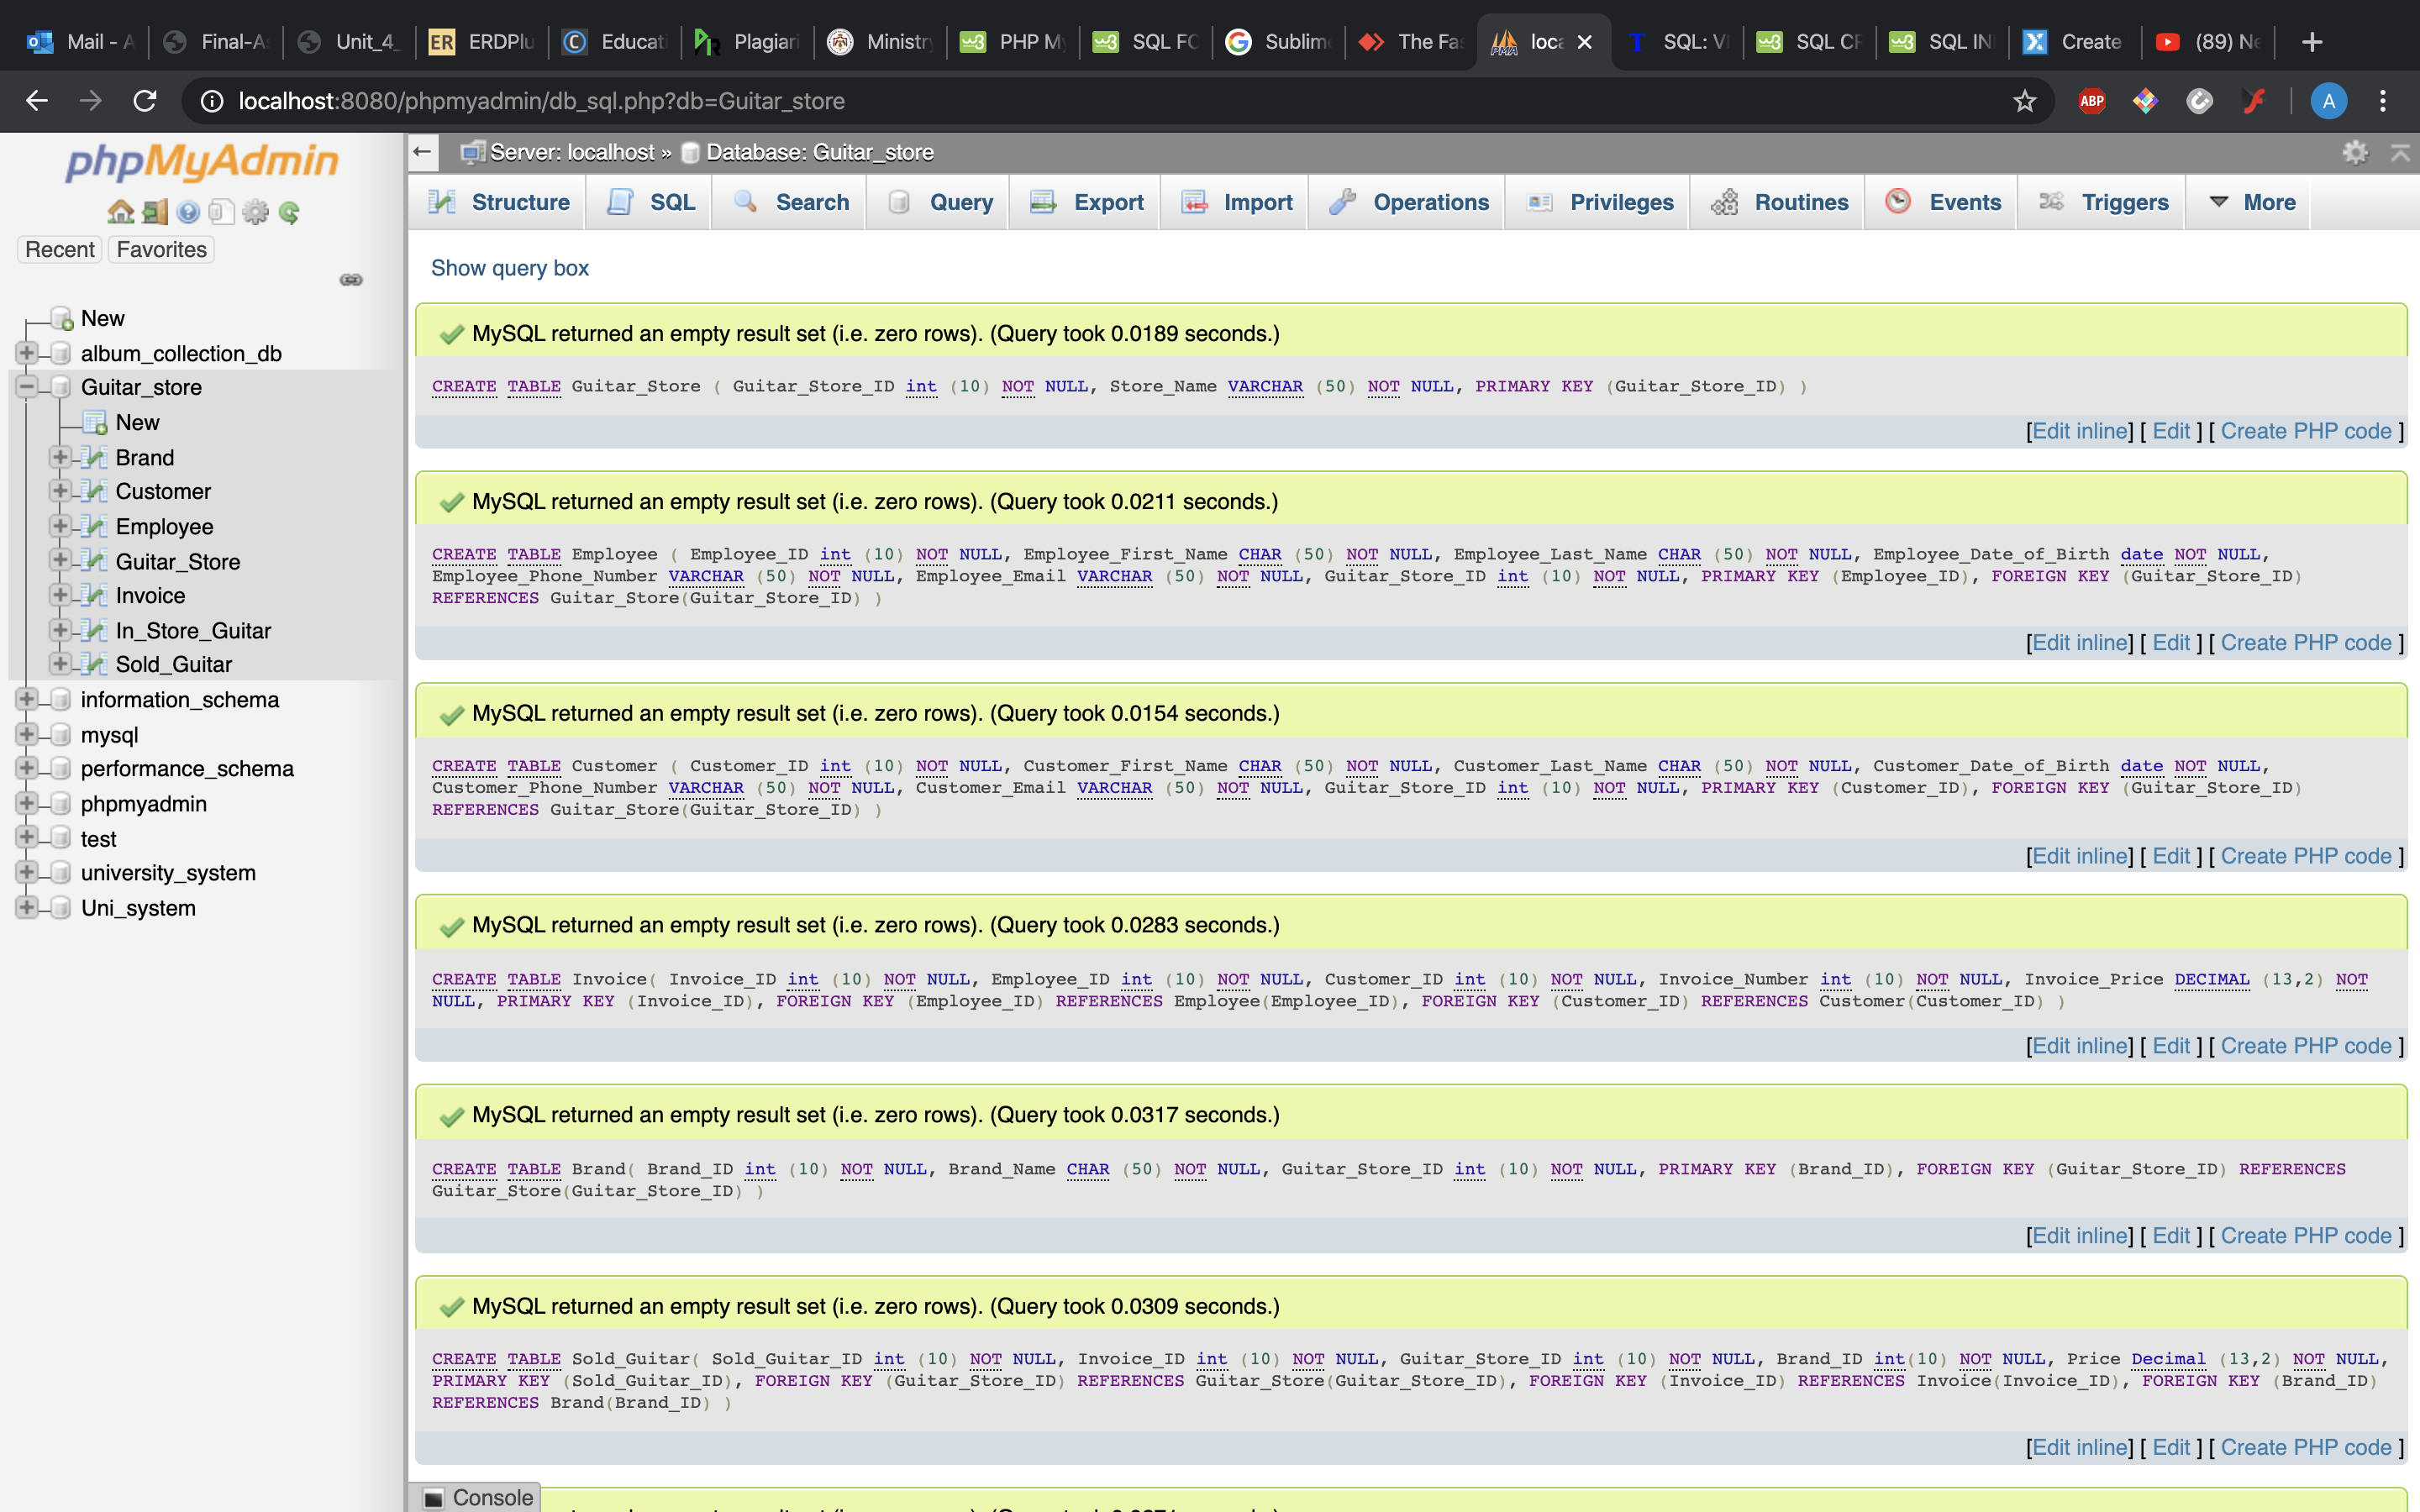 Mail - A
Final-As
Unit_4_
ER ERDPlu
Educati
Plagiari
Ministry
PHP My
SQL FO
Sublime
The Fas
loca
SQL: VI
SQL CR
SQL IN
Create
(89) Ne
localhost:8080/phpmyadmin/db_sql.php?db=Guitar_store
ABP
A
phpMyAdmin
Recent
Favorites
New
album_collection_db
Guitar_store
New
Brand
Customer
Employee
Guitar_Store
Invoice
In_Store_Guitar
Sold_Guitar
information_schema
mysql
performance_schema
phpmyadmin
test
university_system
Uni_system
Server: localhost » Database: Guitar_store
Structure
SQL
Search
Query
Export
Import
Operations
Privileges
Routines
Events
Triggers
More
Show query box
MySQL returned an empty result set (i.e. zero rows). (Query took 0.0189 seconds.)
CREATE TABLE Guitar_Store ( Guitar_Store_ID int (10) NOT NULL, Store_Name VARCHAR (50) NOT NULL, PRIMARY KEY (Guitar_Store_ID) )
[Edit inline] [ Edit ] [ Create PHP code ]
MySQL returned an empty result set (i.e. zero rows). (Query took 0.0211 seconds.)
CREATE TABLE Employee ( Employee_ID int (10) NOT NULL, Employee_First_Name CHAR (50) NOT NULL, Employee_Last_Name CHAR (50) NOT NULL, Employee_Date_of_Birth date NOT NULL,
Employee_Phone_Number VARCHAR (50) NOT NULL, Employee_Email VARCHAR (50) NOT NULL, Guitar_Store_ID int (10) NOT NULL, PRIMARY KEY (Employee_ID), FOREIGN KEY (Guitar_Store_ID)
REFERENCES Guitar_Store(Guitar_Store_ID) )
[Edit inline] [ Edit ] [ Create PHP code ]
MySQL returned an empty result set (i.e. zero rows). (Query took 0.0154 seconds.)
CREATE TABLE Customer ( Customer_ID int (10) NOT NULL, Customer_First_Name CHAR (50) NOT NULL, Customer_Last_Name CHAR (50) NOT NULL, Customer_Date_of_Birth date NOT NULL,
Customer_Phone_Number VARCHAR (50) NOT NULL, Customer_Email VARCHAR (50) NOT NULL, Guitar_Store_ID int (10) NOT NULL, PRIMARY KEY (Customer_ID), FOREIGN KEY (Guitar_Store_ID)
REFERENCES Guitar_Store(Guitar_Store_ID) )
[Edit inline] [ Edit ] [ Create PHP code ]
MySQL returned an empty result set (i.e. zero rows). (Query took 0.0283 seconds.)
CREATE TABLE Invoice( Invoice_ID int (10) NOT NULL, Employee_ID int (10) NOT NULL, Customer_ID int (10) NOT NULL, Invoice_Number int (10) NOT NULL, Invoice_Price DECIMAL (13,2) NOT
NULL, PRIMARY KEY (Invoice_ID), FOREIGN KEY (Employee_ID) REFERENCES Employee(Employee_ID), FOREIGN KEY (Customer_ID) REFERENCES Customer(Customer_ID) )
[Edit inline] [ Edit ] [ Create PHP code ]
MySQL returned an empty result set (i.e. zero rows). (Query took 0.0317 seconds.)
CREATE TABLE Brand( Brand_ID int (10) NOT NULL, Brand_Name CHAR (50) NOT NULL, Guitar_Store_ID int (10) NOT NULL, PRIMARY KEY (Brand_ID), FOREIGN KEY (Guitar_Store_ID) REFERENCES
Guitar_Store(Guitar_Store_ID) )
[Edit inline] [ Edit ] [ Create PHP code ]
MySQL returned an empty result set (i.e. zero rows). (Query took 0.0309 seconds.)
CREATE TABLE Sold_Guitar( Sold_Guitar_ID int (10) NOT NULL, Invoice_ID int (10) NOT NULL, Guitar_Store_ID int (10) NOT NULL, Brand_ID int(10) NOT NULL, Price Decimal (13,2) NOT NULL,
PRIMARY KEY (Sold_Guitar_ID), FOREIGN KEY (Guitar_Store_ID) REFERENCES Guitar_Store(Guitar_Store_ID), FOREIGN KEY (Invoice_ID) REFERENCES Invoice(Invoice_ID), FOREIGN KEY (Brand_ID)
REFERENCES Brand(Brand_ID) )
[Edit inline] [ Edit ] [ Create PHP code ]
Console